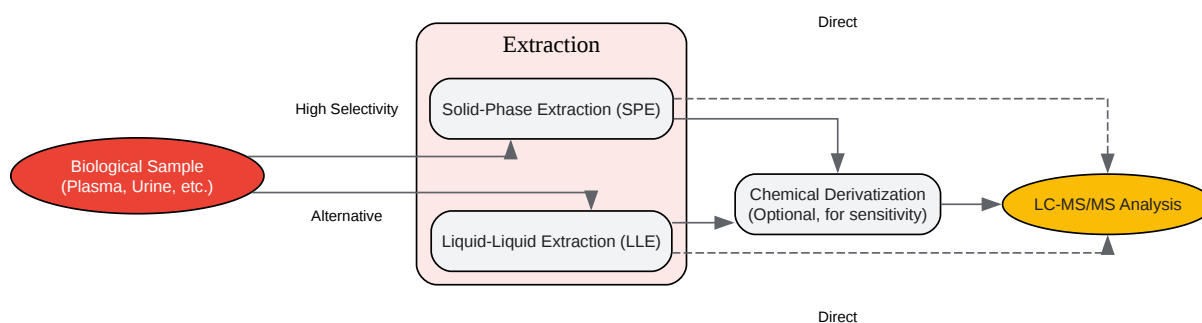 Direct
Extraction
High Selectivity
Solid-Phase Extraction (SPE)
Biological Sample
(Plasma, Urine, etc.)
Chemical Derivatization
(Optional, for sensitivity)
LC-MS/MS Analysis
Alternative
Liquid-Liquid Extraction (LLE)
Direct